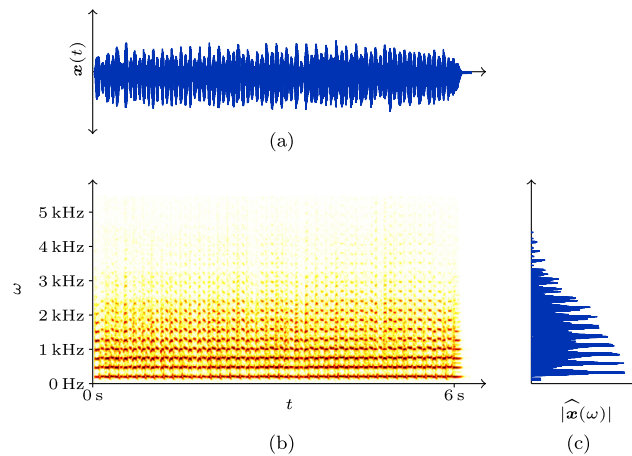 x(t)
(a)
5 kHz
4 kHz
3 kHz
ω
2 kHz
1 kHz
0 Hz
0 s
t
6 s
|x̂(ω)|
(b)
(c)